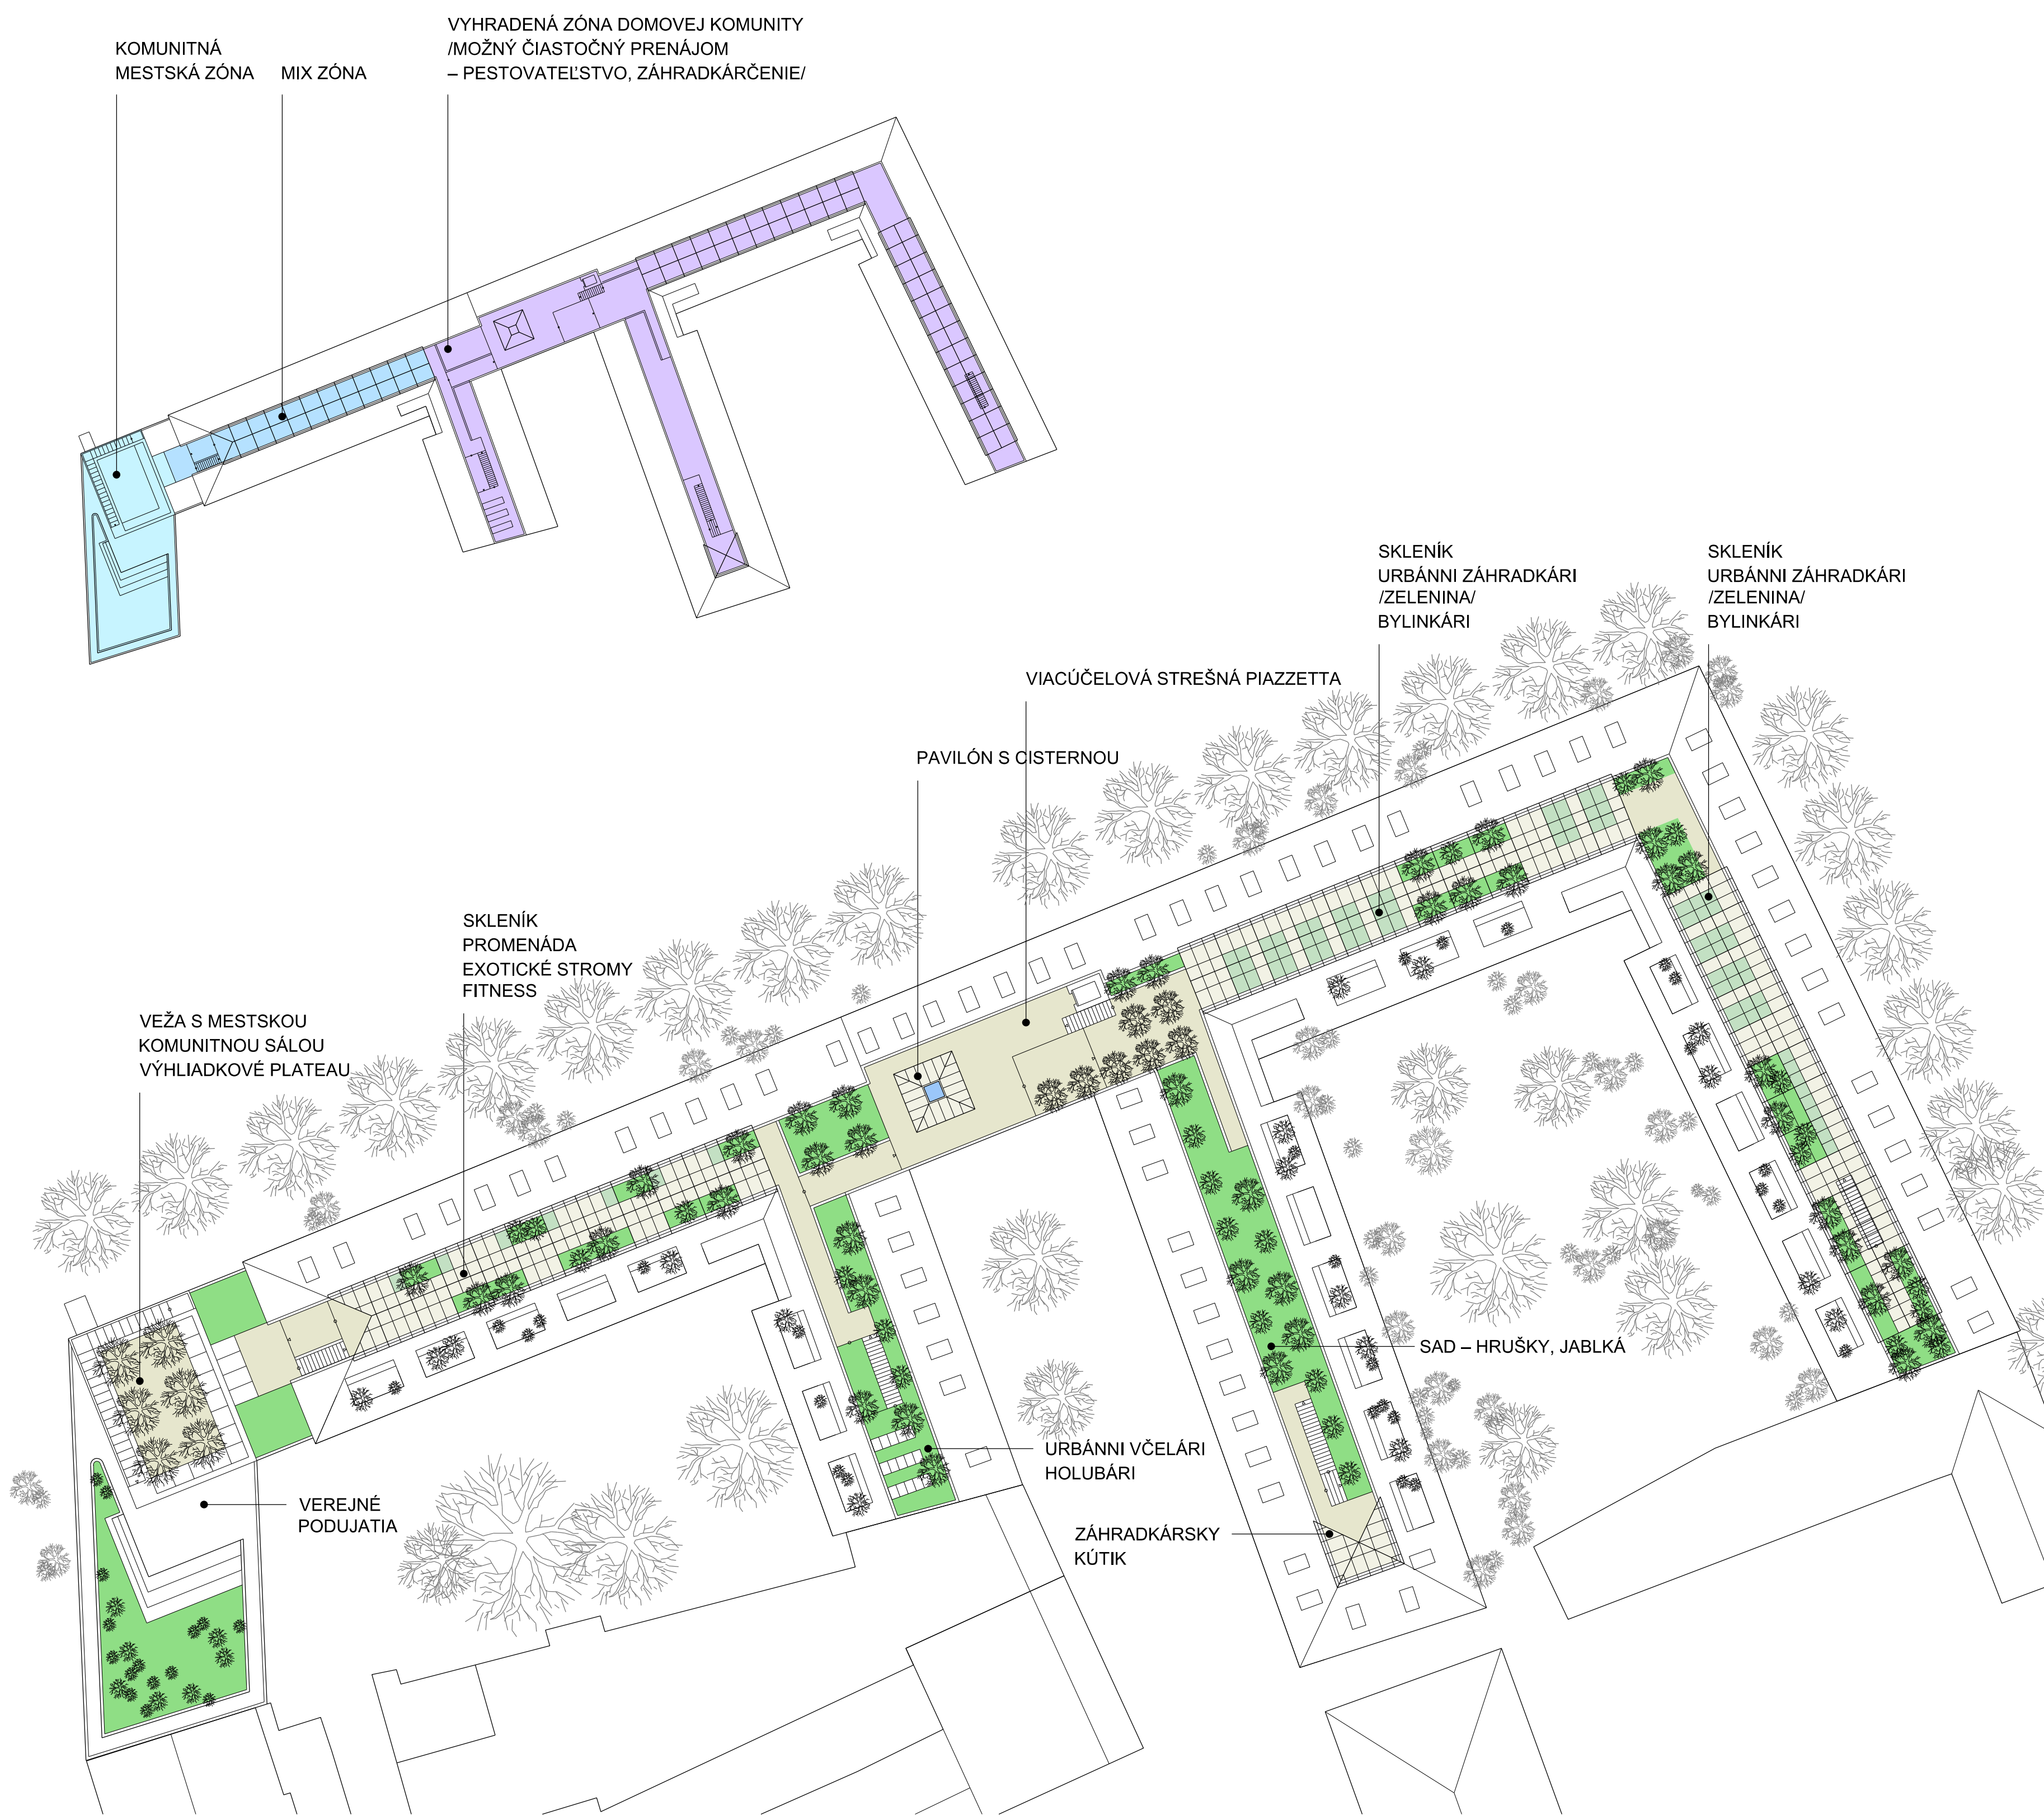 KOMUNITNÁ
MESTSKÁ ZÓNA
MIX ZÓNA
VYHRADENÁ ZÓNA DOMOVEJ KOMUNITY
/MOŽNÝ ČIASTOČNÝ PRENÁJOM
– PESTOVATEĽSTVO, ZÁHRADKÁRČENIE/
SKLENÍK
URBÁNNI ZÁHRADKÁRI
/ZELENINA/
BYLINKÁRI
SKLENÍK
URBÁNNI ZÁHRADKÁRI
/ZELENINA/
BYLINKÁRI
VIACÚČELOVÁ STREŠNÁ PIAZZETTA
PAVILÓN S CISTERNOU
SKLENÍK
PROMENÁDA
EXOTICKÉ STROMY
FITNESS
VEŽA S MESTSKOU
KOMUNITNOU SÁLOU
VÝHLIADKOVÉ PLATEAU
SAD – HRUŠKY, JABLKÁ
URBÁNNI VČELÁRI
HOLUBÁRI
VEREJNÉ
PODUJATIA
ZÁHRADKÁRSKY
KÚTIK